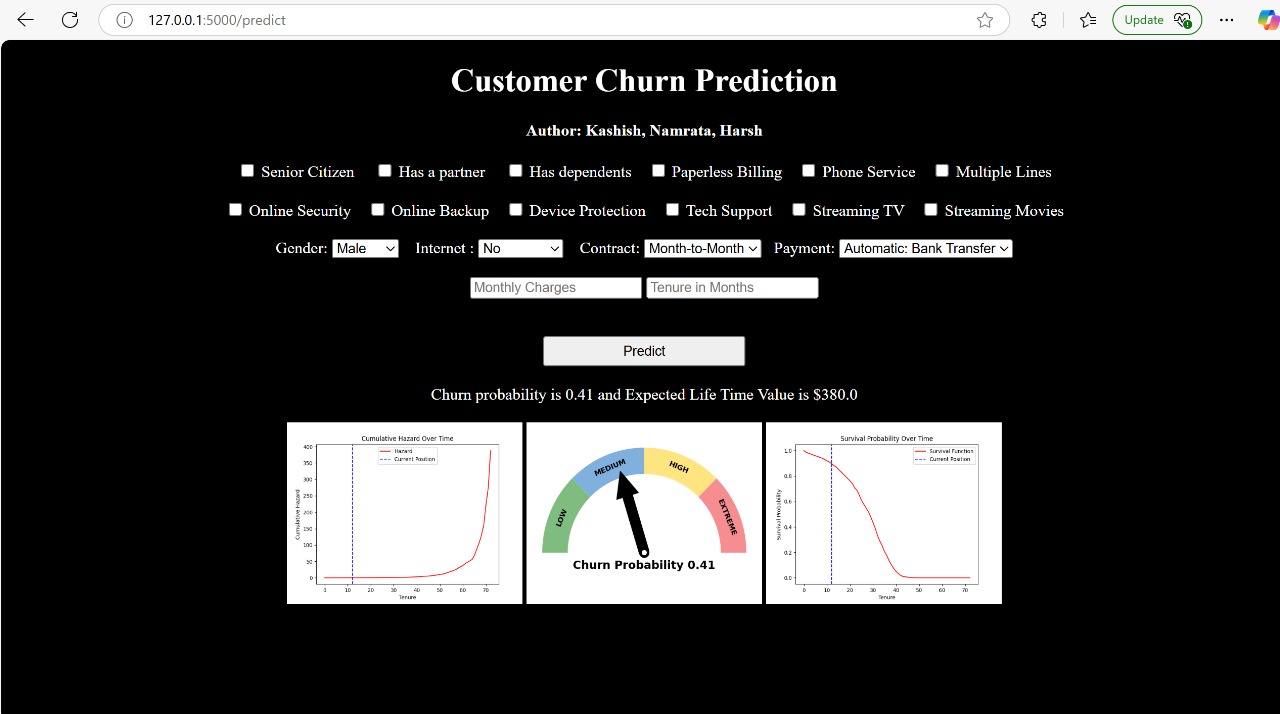 127.0.0.1:5000/predict
Update
Customer Churn Prediction
Author: Kashish, Namrata, Harsh
Senior Citizen Has a partner Has dependents Paperless Billing Phone Service Multiple Lines
Online Security Online Backup Device Protection Tech Support Streaming TV Streaming Movies
Gender: Male Internet : No Contract: Month-to-Month Payment: Automatic: Bank Transfer
Monthly Charges Tenure in Months
Predict
Churn probability is 0.41 and Expected Life Time Value is $380.0
Cumulative Hazard Over Time
Hazard
Current Position
Cumulative Hazard
400
350
300
250
200
150
100
50
0
0 10 20 30 40 50 60 70
Tenure
LOW
MEDIUM
HIGH
EXTREME
Churn Probability 0.41
Survival Probability Over Time
Survival Function
Current Position
Survival Probability
1.0
0.8
0.6
0.4
0.2
0.0
0 10 20 30 40 50 60 70
Tenure